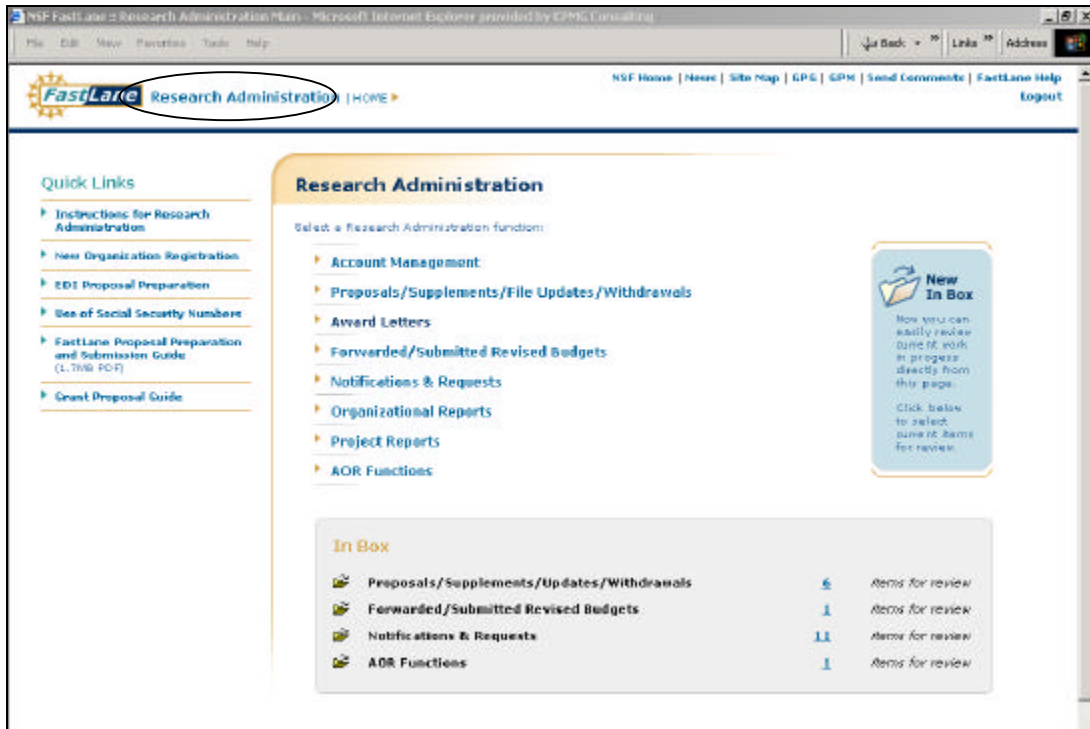 NSF FastLane :: Research Administration Main - Microsoft Internet Explorer provided by KPMG Consulting
File Edit View Favorites Tools Help
Back Links Address
NSF Home | News | Site Map | GPG | GPM | Send Comments | FastLane Help
Logout
FastLane Research Administration | HOME
Quick Links
Instructions for Research
Administration
New Organization Registration
EDI Proposal Preparation
Use of Social Security Numbers
FastLane Proposal Preparation
and Submission Guide
(1.7MB PDF)
Grant Proposal Guide
Research Administration
Select a Research Administration function:
Account Management
Proposals/Supplements/File Updates/Withdrawals
Award Letters
Forwarded/Submitted Revised Budgets
Notifications & Requests
Organizational Reports
Project Reports
AOR Functions
New
In Box
Now you can
easily review
current work
in progress
directly from
this page.
Click below
to select
current items
for review.
In Box
Proposals/Supplements/Updates/Withdrawals 6 items for review
Forwarded/Submitted Revised Budgets 1 items for review
Notifications & Requests 11 items for review
AOR Functions 1 items for review